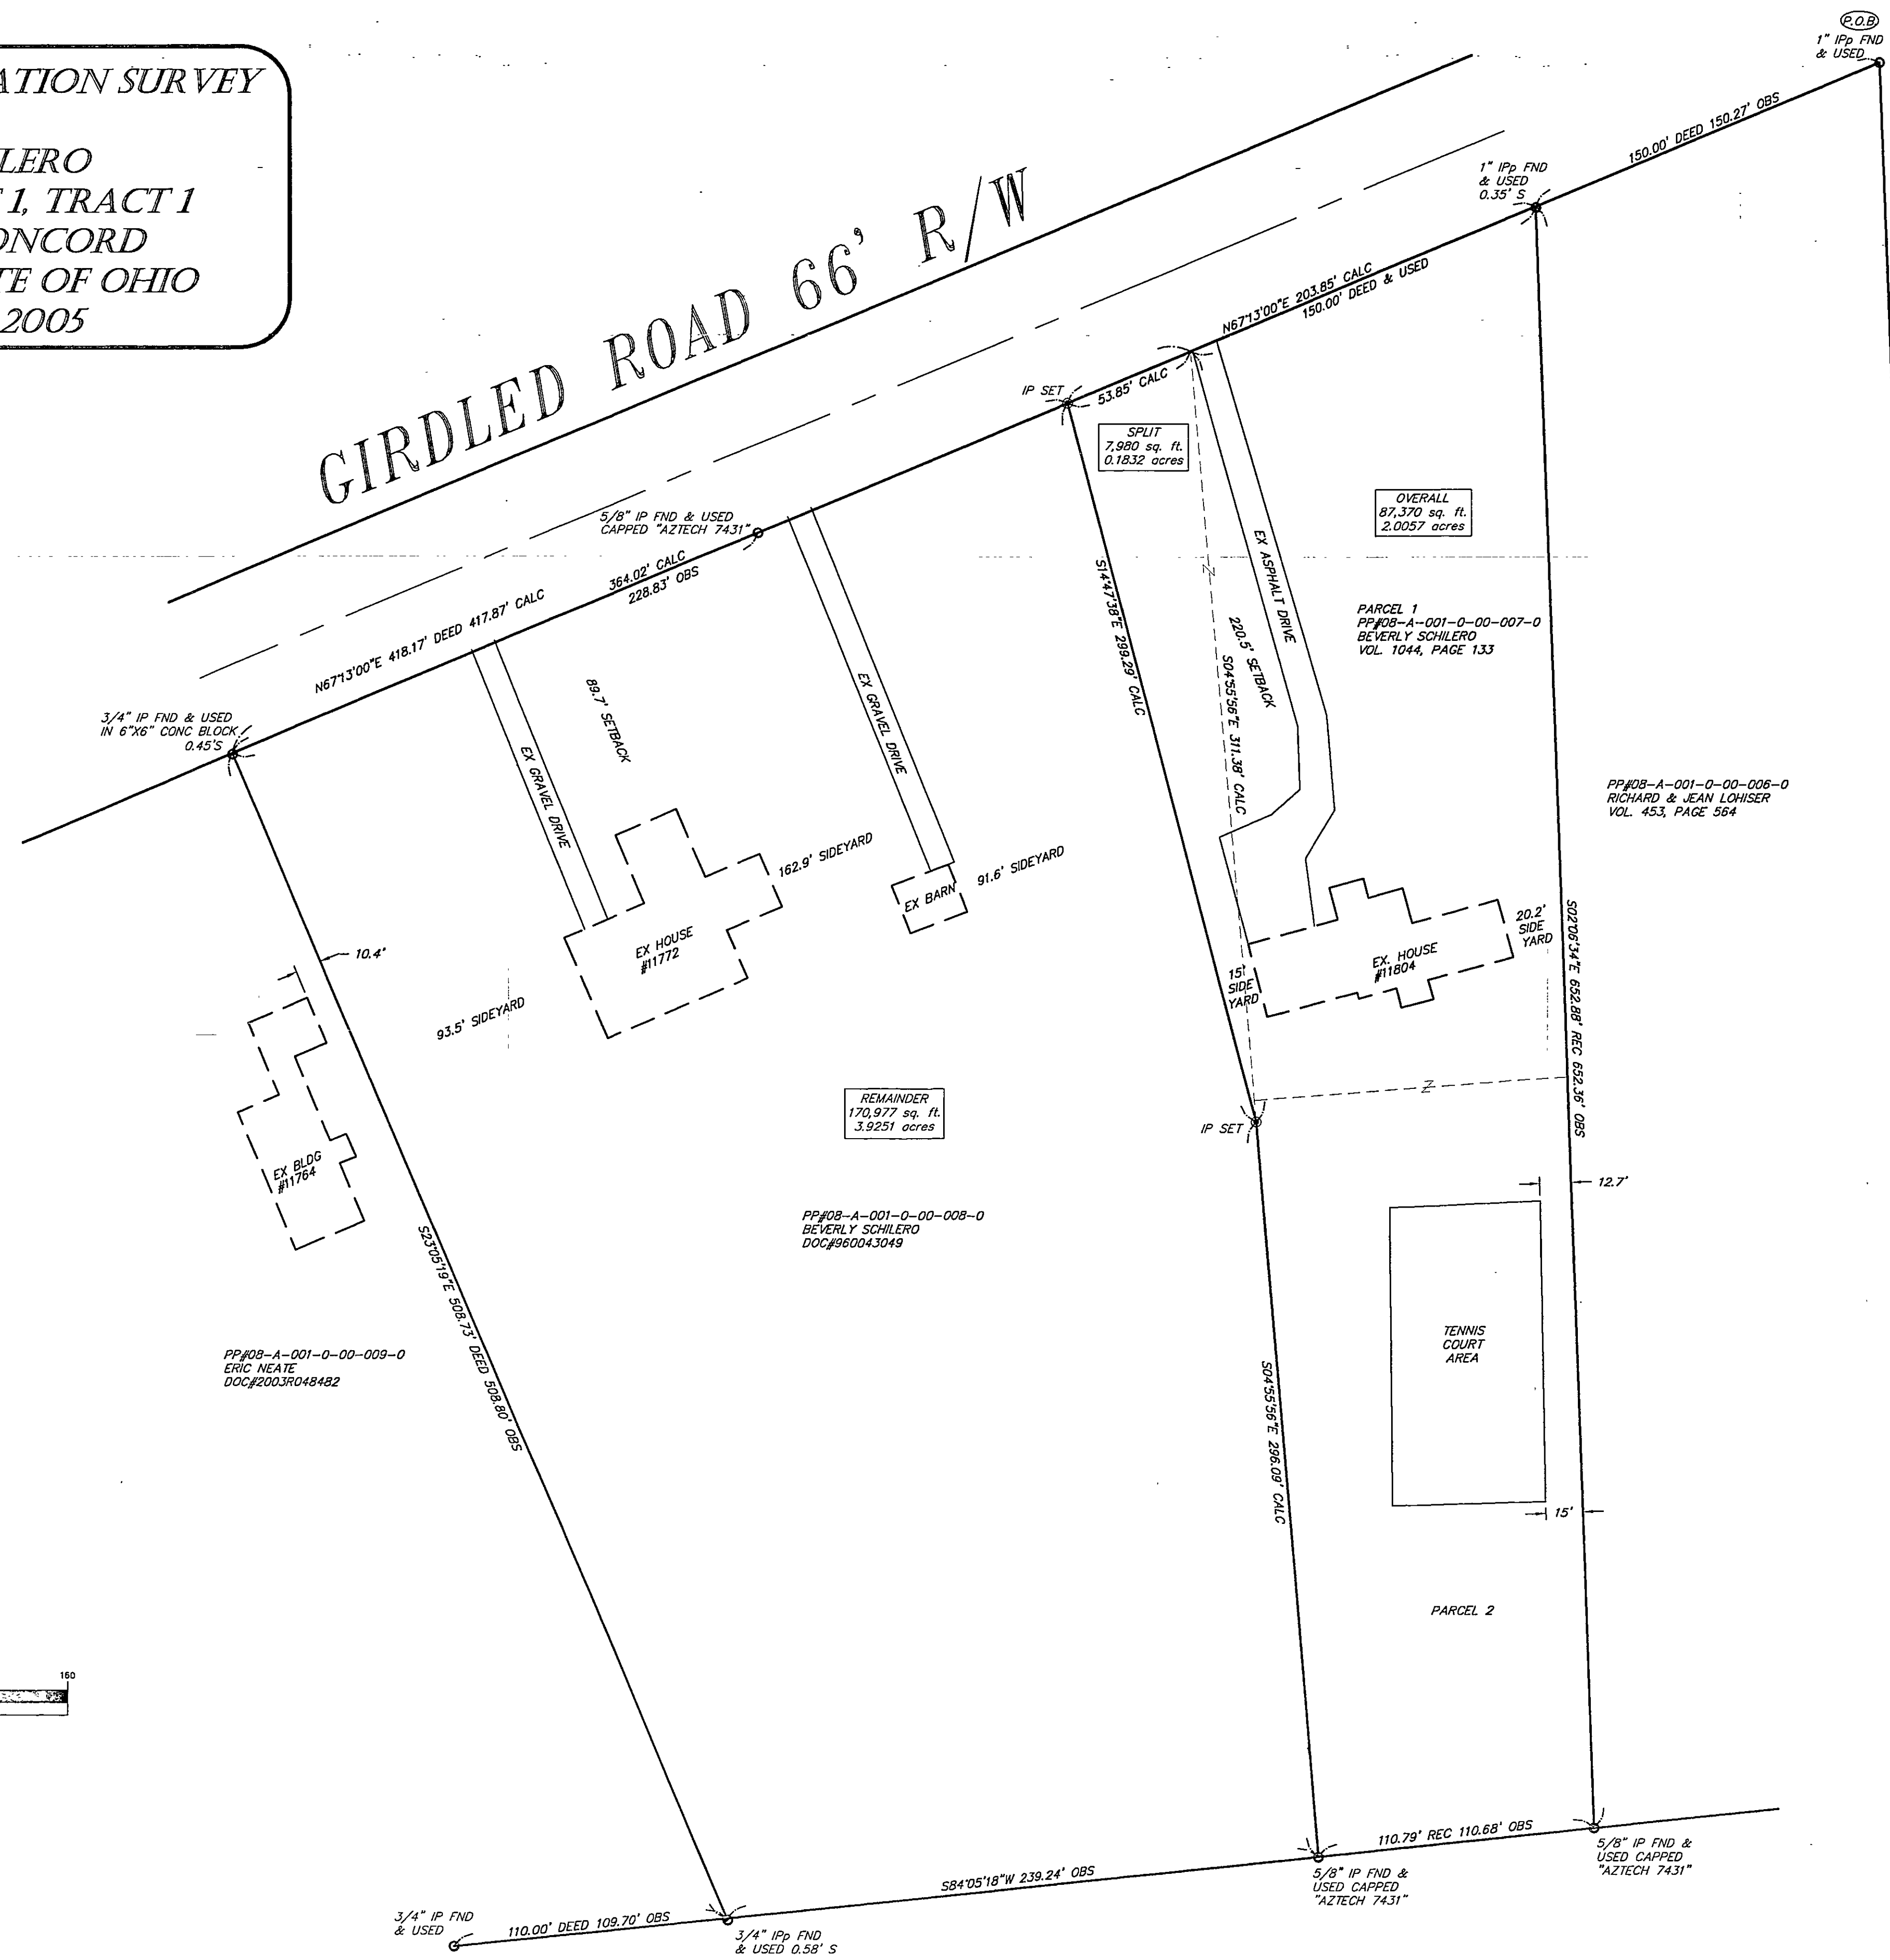 ATION SURVEY
LERO
T 1, TRACT 1
ONCORD
TE OF OHIO
2005
P.O.B
1" IPp FND
& USED
150.00' DEED 150.27' OBS
1" IPp FND
& USED
0.35' S
GIRDLED ROAD 66' R/W
N67°13'00"E 203.85' CALC
150.00' DEED & USED
IP SET
53.85' CALC
SPLIT
7,980 sq. ft.
0.1832 acres
OVERALL
87,370 sq. ft.
2.0057 acres
5/8" IP FND & USED
CAPPED "AZTECH 7431"
364.02' CALC
228.83' OBS
N67°13'00"E 418.17' DEED 417.87' CALC
EX ASPHALT DRIVE
S14°47'38"E 299.29' CALC
220.5' SETBACK
S04°55'56"E 311.38' CALC
Z
PARCEL 1
PP#08-A-001-0-00-007-0
BEVERLY SCHILERO
VOL. 1044, PAGE 133
3/4" IP FND & USED
IN 6"X6" CONC BLOCK
0.45'S
89.7' SETBACK
EX GRAVEL DRIVE
EX GRAVEL DRIVE
PP#08-A-001-0-00-006-0
RICHARD & JEAN LOHISER
VOL. 453, PAGE 564
162.9' SIDEYARD
EX BARN
91.6' SIDEYARD
EX HOUSE
#11772
10.4'
93.5' SIDEYARD
20.2'
SIDE
YARD
EX. HOUSE
#11804
15'
SIDE
YARD
S02°06'34"E 652.88' REC 652.36' OBS
Z
REMAINDER
170,977 sq. ft.
3.9251 acres
IP SET
EX BLDG
#11764
12.7'
PP#08-A-001-0-00-008-0
BEVERLY SCHILERO
DOC#960043049
S23°05'19"E 508.73' DEED 508.80' OBS
PP#08-A-001-0-00-009-0
ERIC NEATE
DOC#2003R048482
TENNIS
COURT
AREA
S04°55'56"E 296.09' CALC
15'
PARCEL 2
160
110.79' REC 110.68' OBS
5/8" IP FND &
USED CAPPED
"AZTECH 7431"
S84°05'18"W 239.24' OBS
5/8" IP FND &
USED CAPPED
"AZTECH 7431"
3/4" IP FND
& USED
110.00' DEED 109.70' OBS
3/4" IPp FND
& USED 0.58' S